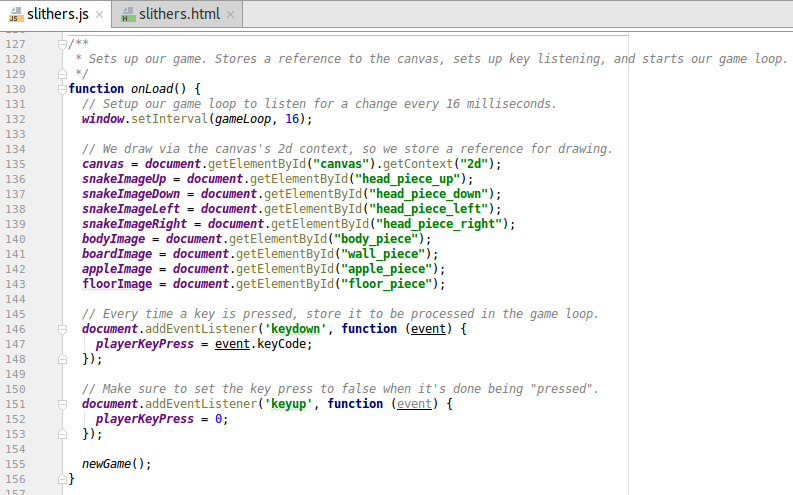 slithers.js × slithers.html ×
127 /**
128 * Sets up our game. Stores a reference to the canvas, sets up key listening, and starts our game loop.
129 */
130 function onLoad() {
131 // Setup our game loop to listen for a change every 16 milliseconds.
132 window.setInterval(gameLoop, 16);
133
134 // We draw via the canvas's 2d context, so we store a reference for drawing.
135 canvas = document.getElementById("canvas").getContext("2d");
136 snakeImageUp = document.getElementById("head_piece_up");
137 snakeImageDown = document.getElementById("head_piece_down");
138 snakeImageLeft = document.getElementById("head_piece_left");
139 snakeImageRight = document.getElementById("head_piece_right");
140 bodyImage = document.getElementById("body_piece");
141 boardImage = document.getElementById("wall_piece");
142 appleImage = document.getElementById("apple_piece");
143 floorImage = document.getElementById("floor_piece");
144
145 // Every time a key is pressed, store it to be processed in the game loop.
146 document.addEventListener('keydown', function (event) {
147 playerKeyPress = event.keyCode;
148 });
149
150 // Make sure to set the key press to false when it's done being "pressed".
151 document.addEventListener('keyup', function (event) {
152 playerKeyPress = 0;
153 });
154
155 newGame();
156 }
157